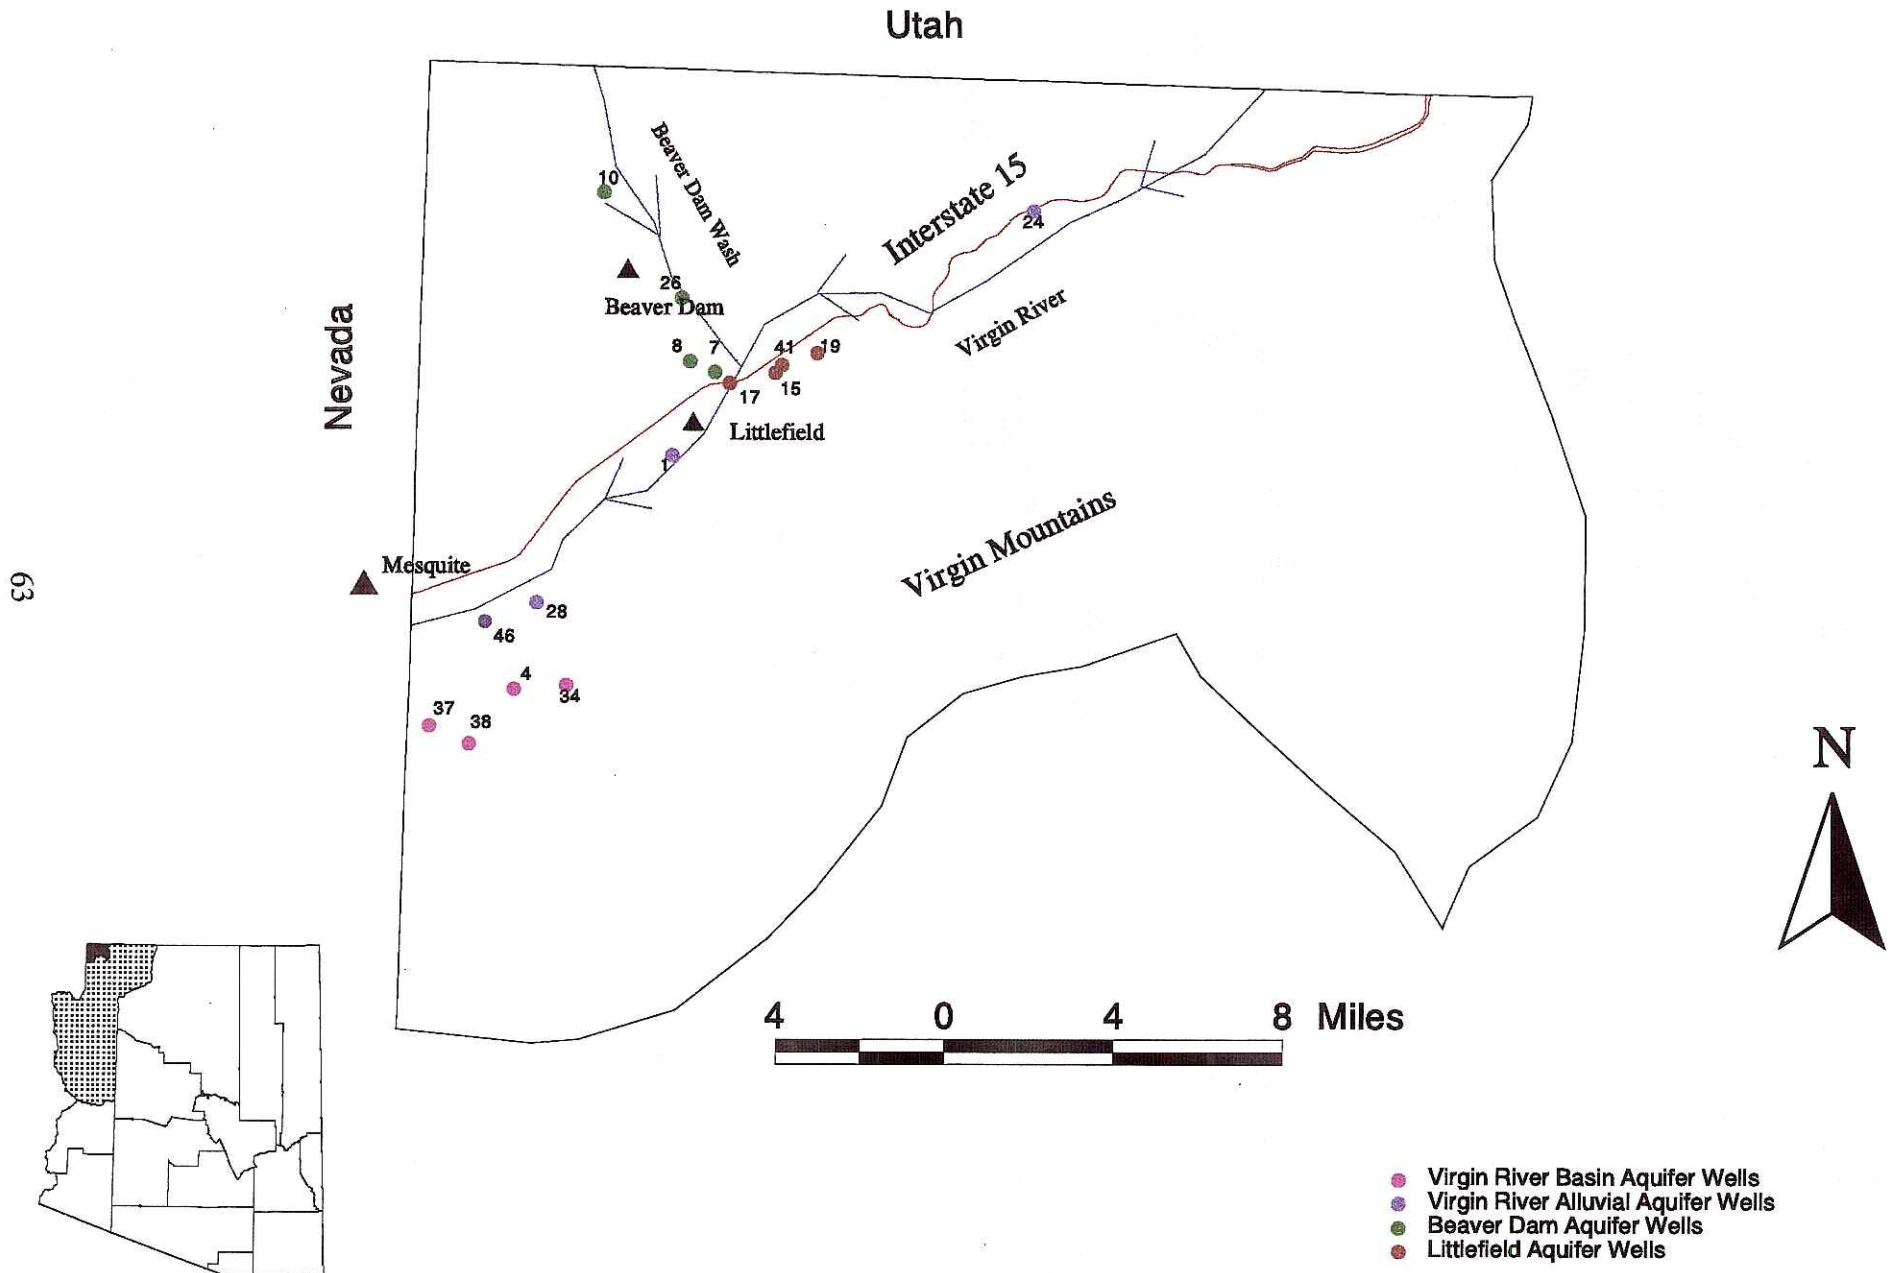 Utah
Beaver Dam Wash
10
Interstate 15
24
26
Beaver Dam
Virgin River
Nevada
8
7
41
19
17
15
Littlefield
1
Virgin Mountains
Mesquite
63
28
46
4
34
37
38
N
4 0 4 8 Miles
Virgin River Basin Aquifer Wells
Virgin River Alluvial Aquifer Wells
Beaver Dam Aquifer Wells
Littlefield Aquifer Wells